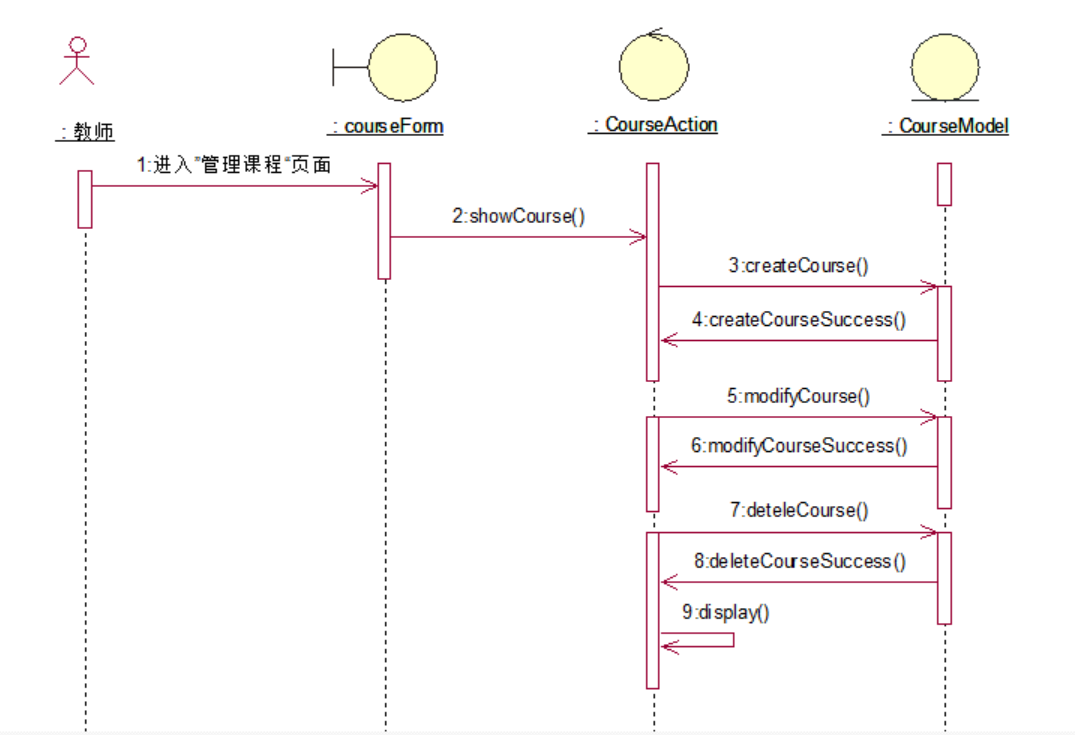 : 教师
: courseForm
: CourseAction
: CourseModel
1:进入"管理课程"页面
2:showCourse()
3:createCourse()
4:createCourseSuccess()
5:modifyCourse()
6:modifyCourseSuccess()
7:deteleCourse()
8:deleteCourseSuccess()
9:display()